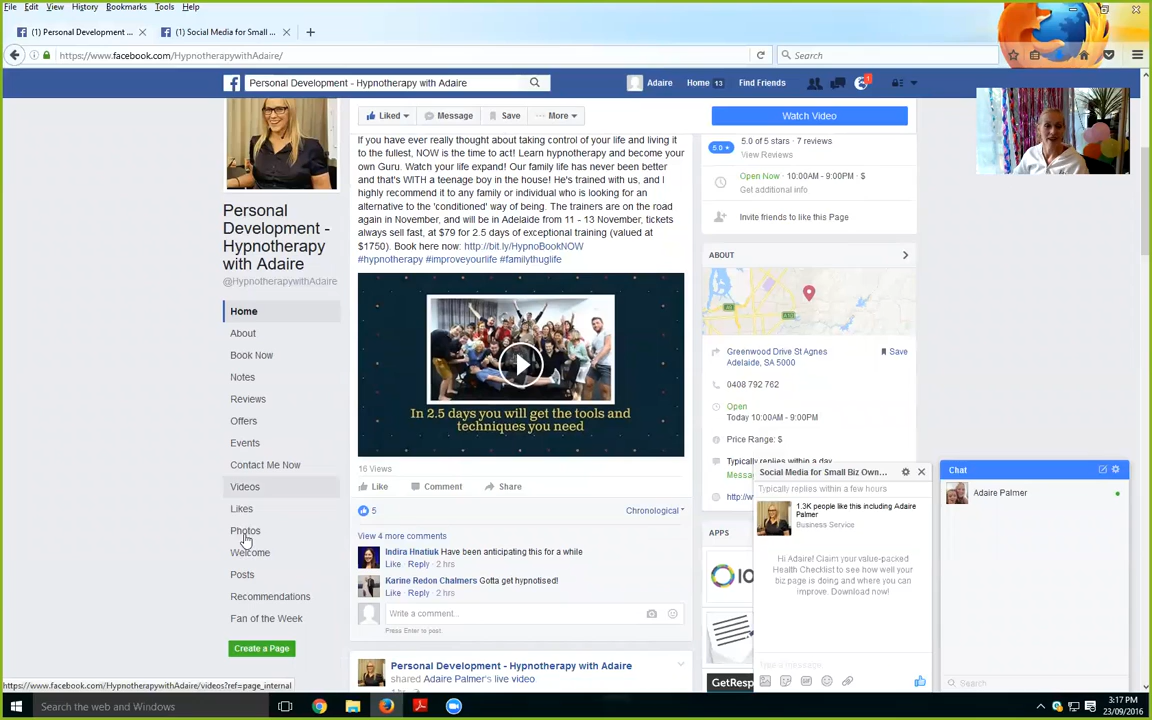 File Edit View History Bookmarks Tools Help
(1) Personal Development ...
(1) Social Media for Small ...
https://www.facebook.com/HypnotherapywithAdaire/
Search
Personal Development - Hypnotherapy with Adaire
Adaire
Home 13
Find Friends
Liked
Message
Save
More
Watch Video
If you have ever really thought about taking control of your life and living it
to the fullest, NOW is the time to act! Learn hypnotherapy and become your
own Guru. Watch your life expand! Our family life has never been better
and that's WITH a teenage boy in the house! He's trained with us, and I
highly recommend it to any family or individual who is looking for an
alternative to the 'conditioned' way of being. The trainers are on the road
again in November, and will be in Adelaide from 11 - 13 November, tickets
always sell fast, at $79 for 2.5 days of exceptional training (valued at
$1750). Book here now: http://bit.ly/HypnoBookNOW
#hypnotherapy #improveyourlife #familythuglife
In 2.5 days you will get the tools and
techniques you need
16 Views
Like Comment Share
5
Chronological
View 4 more comments
Indira Hnatiuk Have been anticipating this for a while
Like · Reply · 2 hrs
Karine Redon Chalmers Gotta get hypnotised!
Like · Reply · 2 hrs
Write a comment...
Press Enter to post.
Personal Development - Hypnotherapy with Adaire
shared Adaire Palmer's live video
Personal
Development -
Hypnotherapy
with Adaire
@HypnotherapywithAdaire
Home
About
Book Now
Notes
Reviews
Offers
Events
Contact Me Now
Videos
Likes
Photos
Welcome
Posts
Recommendations
Fan of the Week
Create a Page
5.0 ★
5.0 of 5 stars · 7 reviews
View Reviews
Open Now · 10:00AM - 9:00PM · $
Get additional info
Invite friends to like this Page
ABOUT
Greenwood Drive St Agnes
Adelaide, SA 5000
Save
0408 792 762
Open
Today 10:00AM - 9:00PM
Price Range: $
Typically replies within a day
APPS
GetResp
Social Media for Small Biz Own...
Typically replies within a few hours
1.3K people like this including Adaire
Palmer
Business Service
Hi Adaire! Claim your value-packed
Health Checklist to see how well your
biz page is doing and where you can
improve. Download now!
Type a message...
Chat
Adaire Palmer
Search
https://www.facebook.com/HypnotherapywithAdaire/videos?ref=page_internal
Search the web and Windows
3:17 PM
23/09/2016